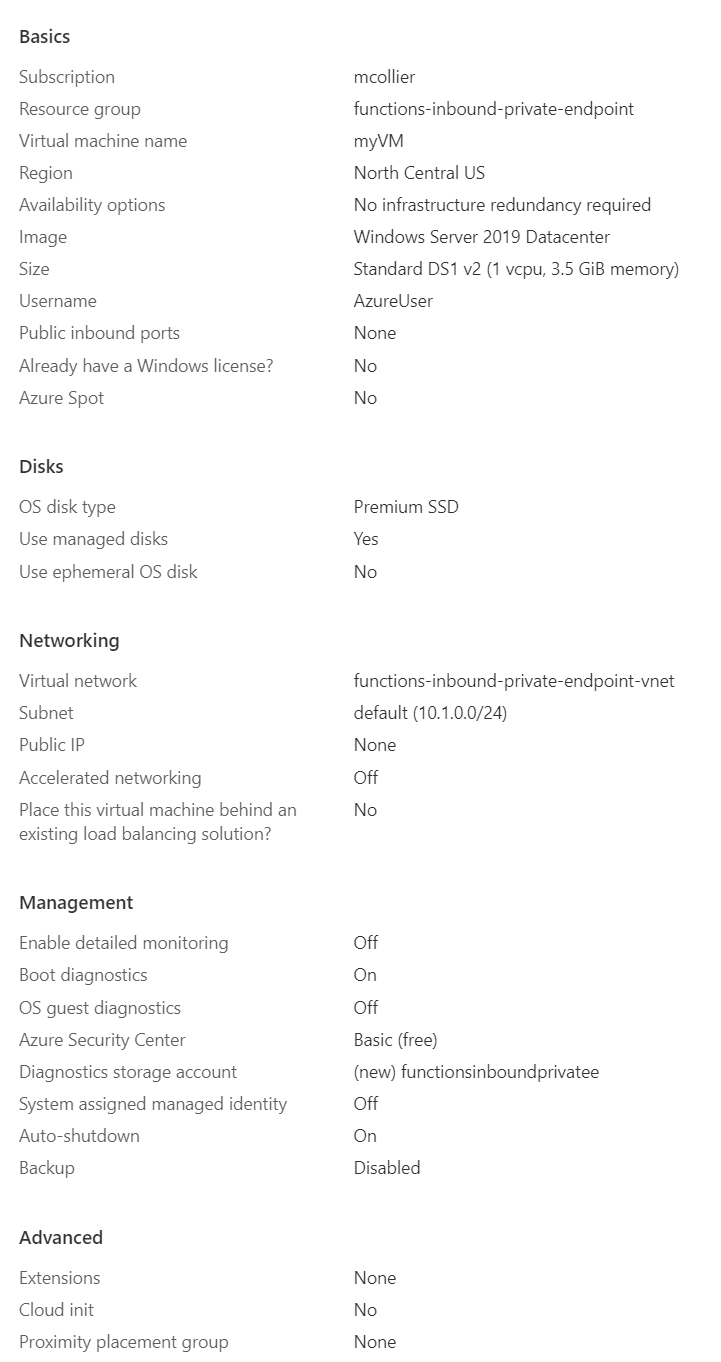 Basics
Subscription mcollier
Resource group functions-inbound-private-endpoint
Virtual machine name myVM
Region North Central US
Availability options No infrastructure redundancy required
Image Windows Server 2019 Datacenter
Size Standard DS1 v2 (1 vcpu, 3.5 GiB memory)
Username AzureUser
Public inbound ports None
Already have a Windows license? No
Azure Spot No
Disks
OS disk type Premium SSD
Use managed disks Yes
Use ephemeral OS disk No
Networking
Virtual network functions-inbound-private-endpoint-vnet
Subnet default (10.1.0.0/24)
Public IP None
Accelerated networking Off
Place this virtual machine behind an No
existing load balancing solution?
Management
Enable detailed monitoring Off
Boot diagnostics On
OS guest diagnostics Off
Azure Security Center Basic (free)
Diagnostics storage account (new) functionsinboundprivatee
System assigned managed identity Off
Auto-shutdown On
Backup Disabled
Advanced
Extensions None
Cloud init No
Proximity placement group None